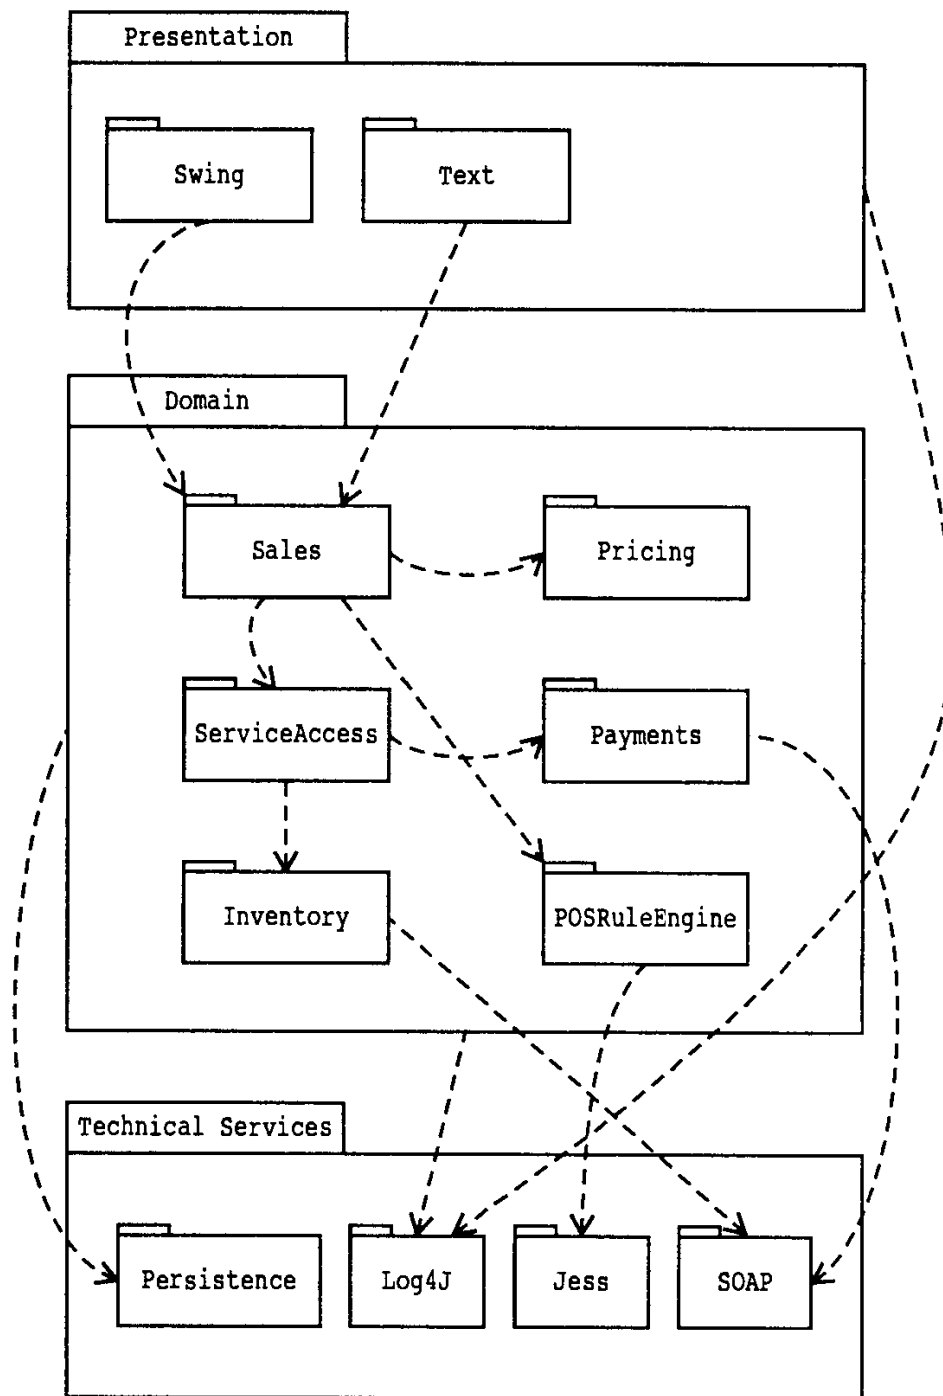 Presentation
Swing
Text
Domain
Sales
Pricing
ServiceAccess
Payments
Inventory
POSRuleEngine
Technical Services
Persistence
Log4J
Jess
SOAP